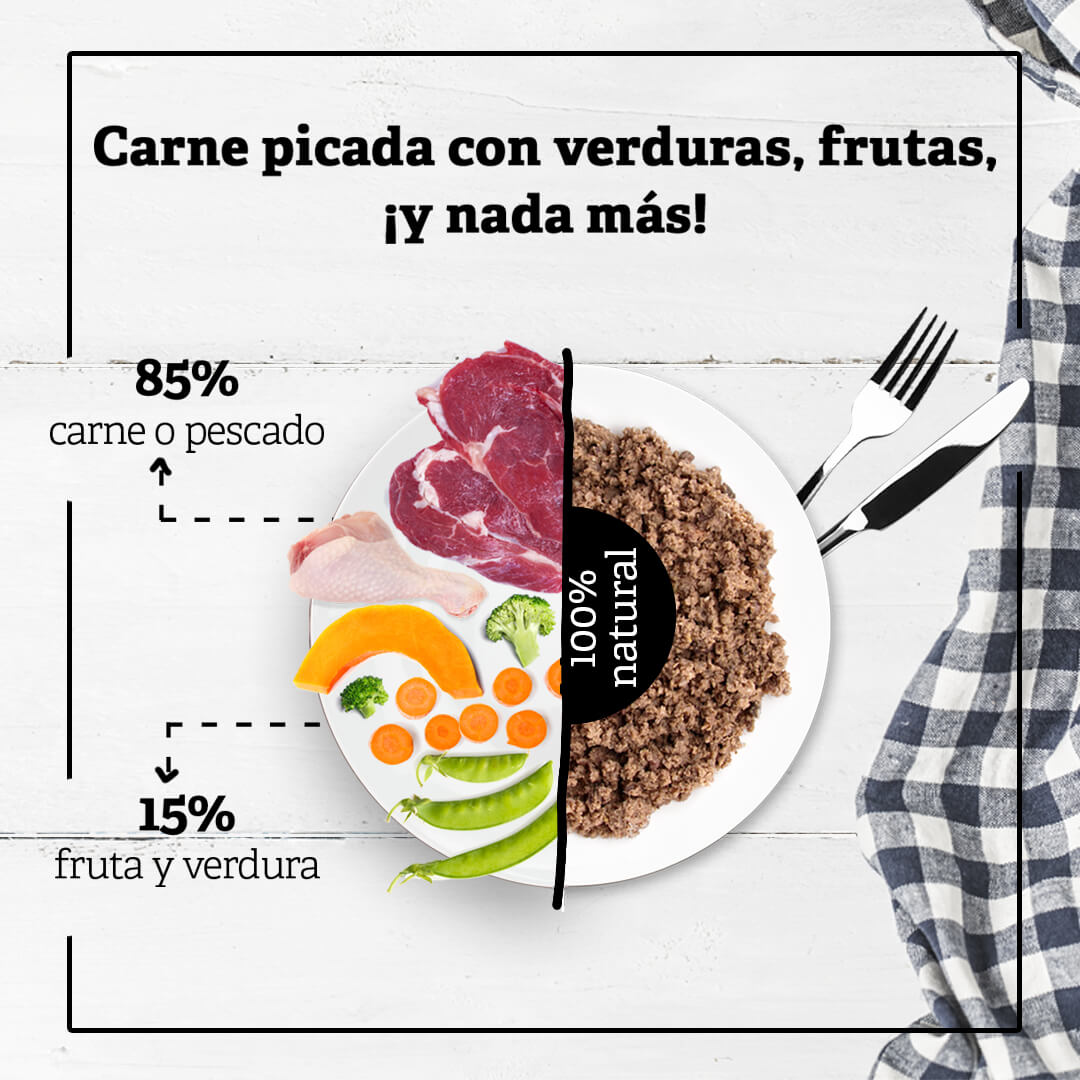 Carne picada con verduras, frutas,
¡y nada más!
85%
carne o pescado
100%
natural
15%
fruta y verdura